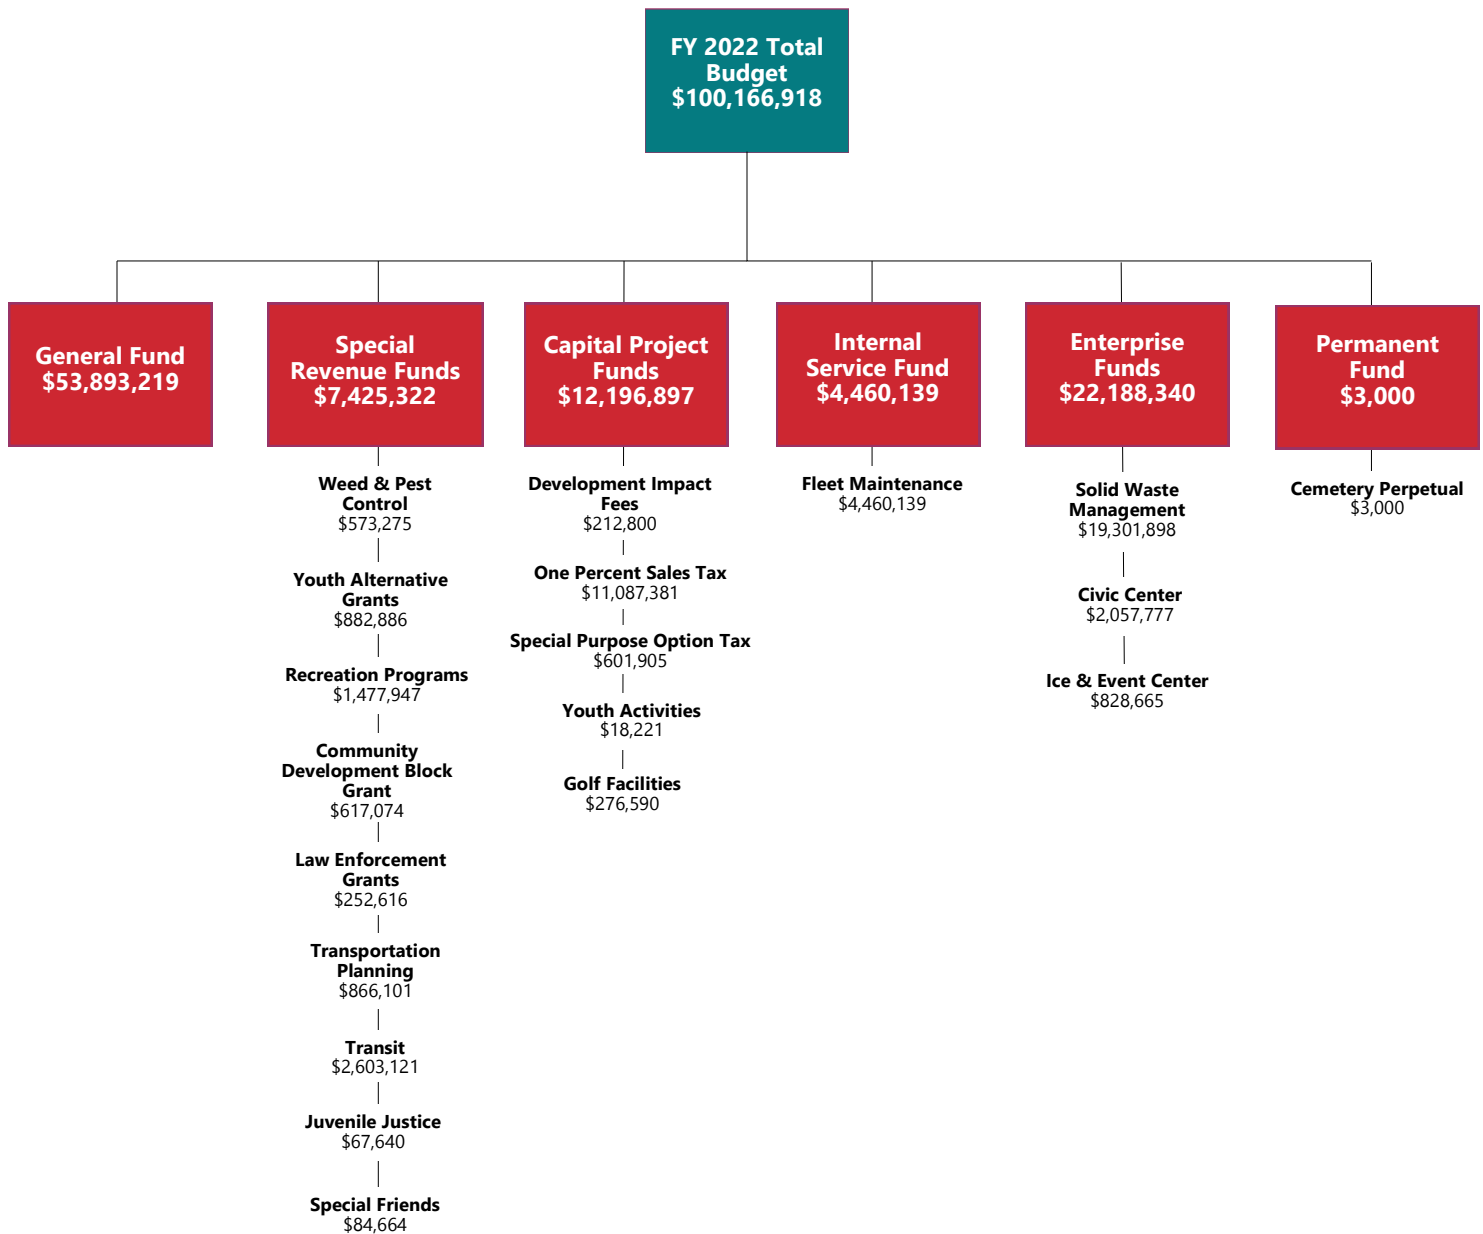 FY 2022 Total
Budget
$100,166,918
General Fund
$53,893,219
Special
Revenue Funds
$7,425,322
Weed & Pest
Control
$573,275
Youth Alternative
Grants
$882,886
Recreation Programs
$1,477,947
Community
Development Block
Grant
$617,074
Law Enforcement
Grants
$252,616
Transportation
Planning
$866,101
Transit
$2,603,121
Juvenile Justice
$67,640
Special Friends
$84,664
Capital Project
Funds
$12,196,897
Development Impact
Fees
$212,800
One Percent Sales Tax
$11,087,381
Special Purpose Option Tax
$601,905
Youth Activities
$18,221
Golf Facilities
$276,590
Internal
Service Fund
$4,460,139
Fleet Maintenance
$4,460,139
Enterprise
Funds
$22,188,340
Solid Waste
Management
$19,301,898
Civic Center
$2,057,777
Ice & Event Center
$828,665
Permanent
Fund
$3,000
Cemetery Perpetual
$3,000